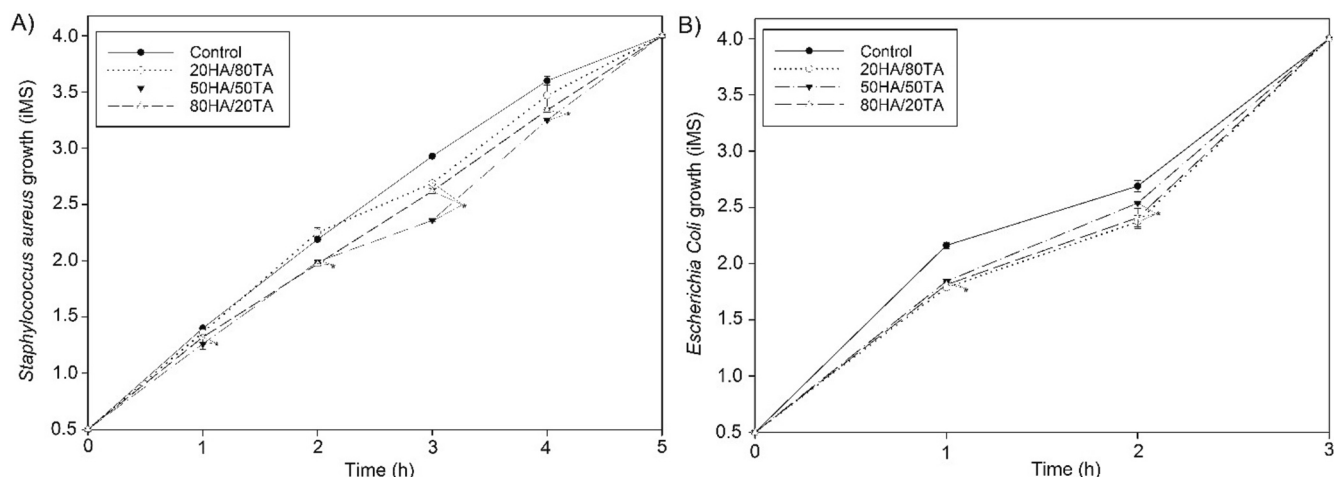 A)
Staphylococcus aureus growth (iMS)
4.0
3.5
3.0
2.5
2.0
1.5
1.0
0.5
Control
20HA/80TA
50HA/50TA
80HA/20TA
*
*
*
*
0 1 2 3 4 5
Time (h)
B)
Escherichia Coli growth (iMS)
4.0
3.5
3.0
2.5
2.0
1.5
1.0
0.5
Control
20HA/80TA
50HA/50TA
80HA/20TA
*
*
0 1 2 3
Time (h)